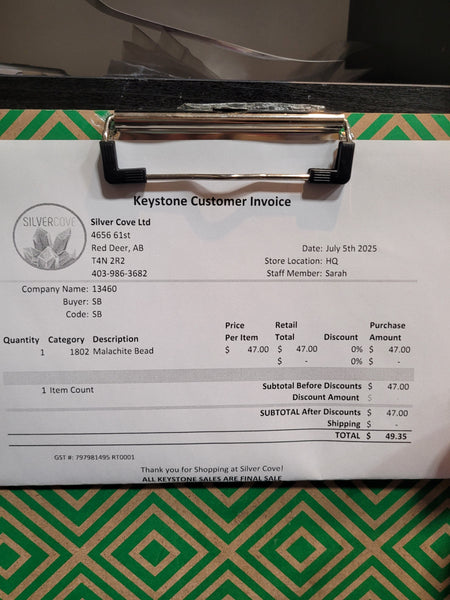 Keystone Customer Invoice
SILVERCOVE
Silver Cove Ltd
4656 61st
Red Deer, AB
T4N 2R2
403-986-3682
Date: July 5th 2025
Store Location: HQ
Staff Member: Sarah
Company Name: 13460
Buyer: SB
Code: SB
Quantity Category Description Price Per Item Retail Total Discount Purchase Amount
1 1802 Malachite Bead $ 47.00 $ 47.00 0% $ 47.00
$ - 0% $ -
1 Item Count
Subtotal Before Discounts $ 47.00
Discount Amount $ -
SUBTOTAL After Discounts $ 47.00
Shipping $ -
TOTAL $ 49.35
GST #: 797981495 RT0001
Thank you for Shopping at Silver Cove!
ALL KEYSTONE SALES ARE FINAL SALE